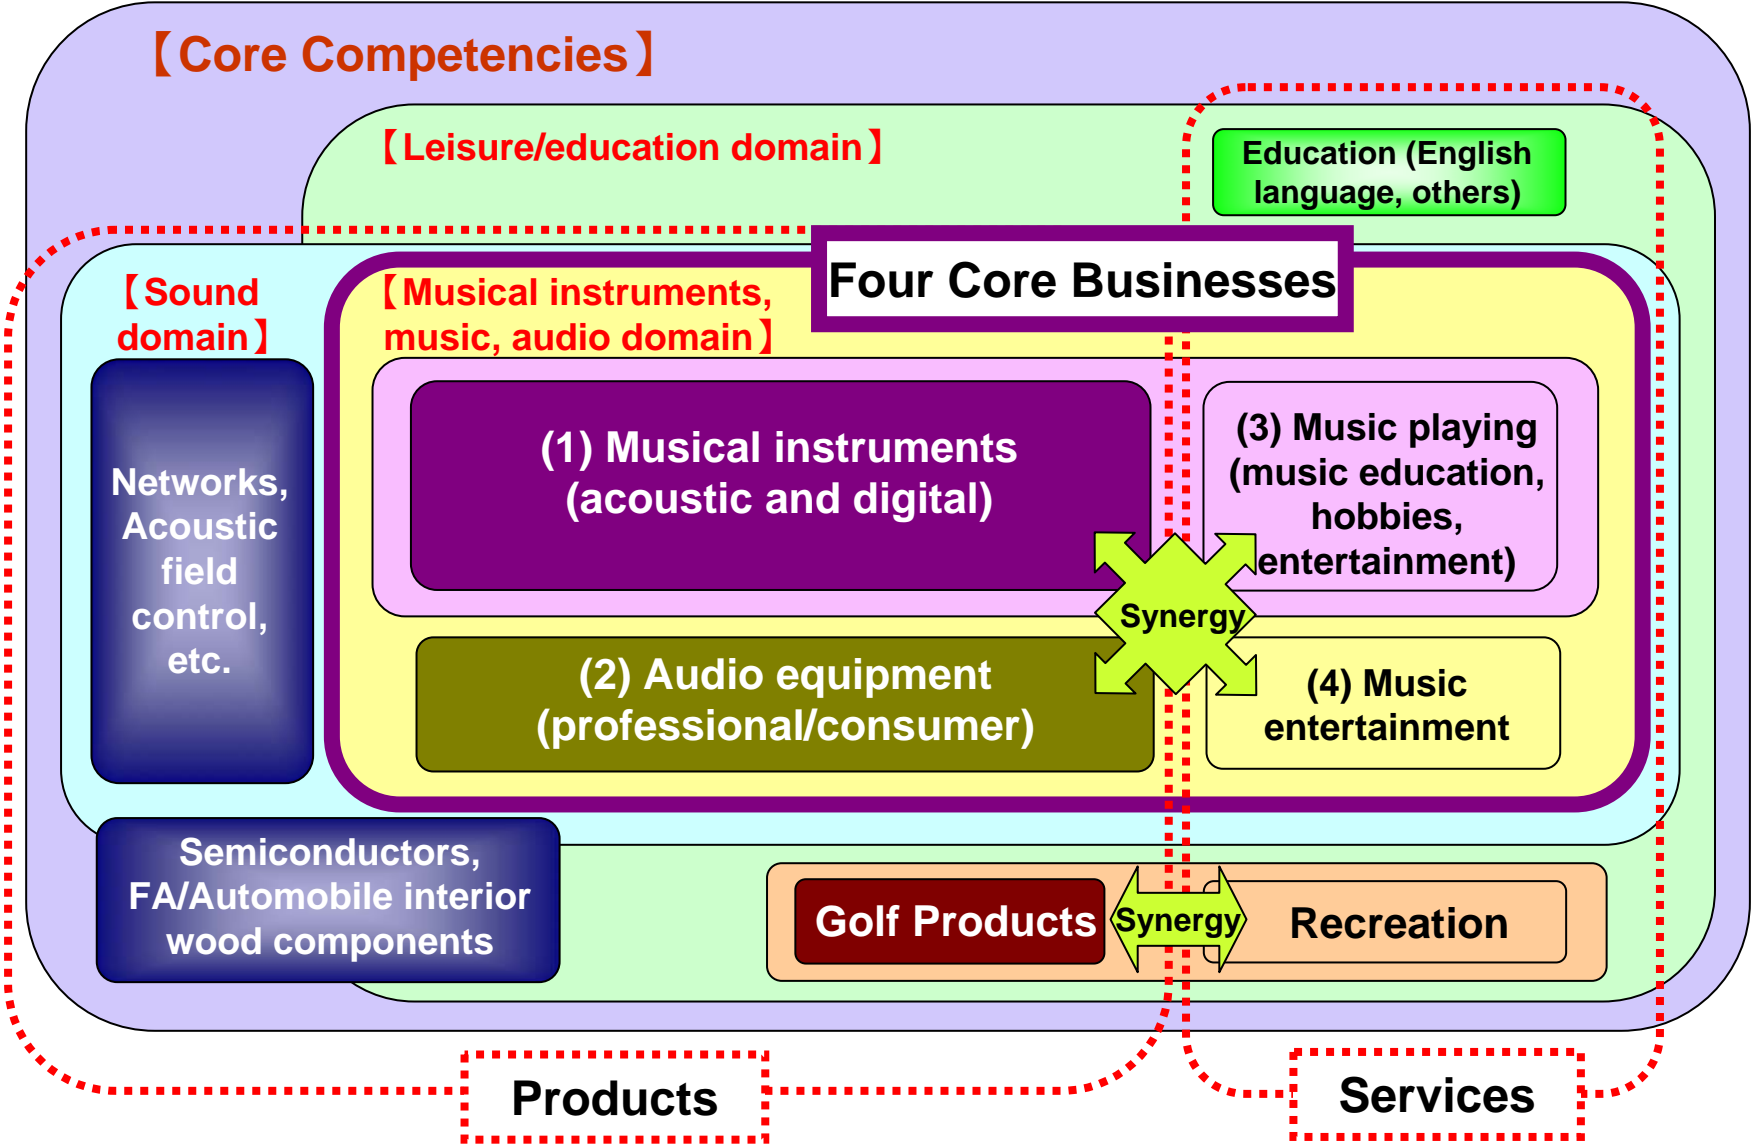 【Core Competencies】
【Leisure/education domain】
Education (English
language, others)
Four Core Businesses
【Sound
domain】
【Musical instruments,
music, audio domain】
Networks,
Acoustic
field
control,
etc.
(1) Musical instruments
(acoustic and digital)
(3) Music playing
(music education,
hobbies,
entertainment)
Synergy
(2) Audio equipment
(professional/consumer)
(4) Music
entertainment
Semiconductors,
FA/Automobile interior
wood components
Golf Products
Synergy
Recreation
Products
Services